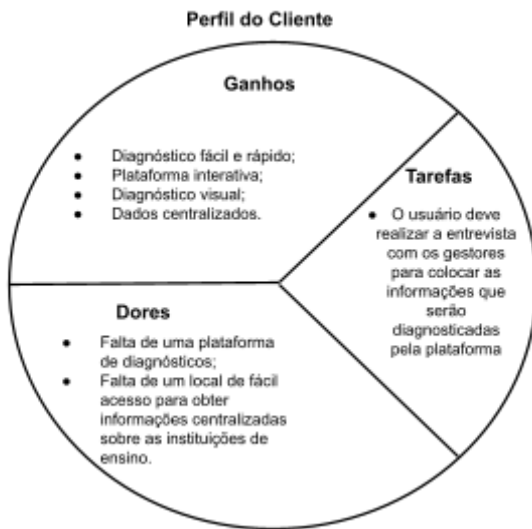 Perfil do Cliente
Ganhos
● Diagnóstico fácil e rápido;
● Plataforma interativa;
● Diagnóstico visual;
● Dados centralizados.
Tarefas
● O usuário deve
realizar a entrevista
com os gestores
para colocar as
informações que
serão
diagnosticadas
pela plataforma
Dores
● Falta de uma plataforma
de diagnósticos;
● Falta de um local de fácil
acesso para obter
informações centralizadas
sobre as instituições de
ensino.